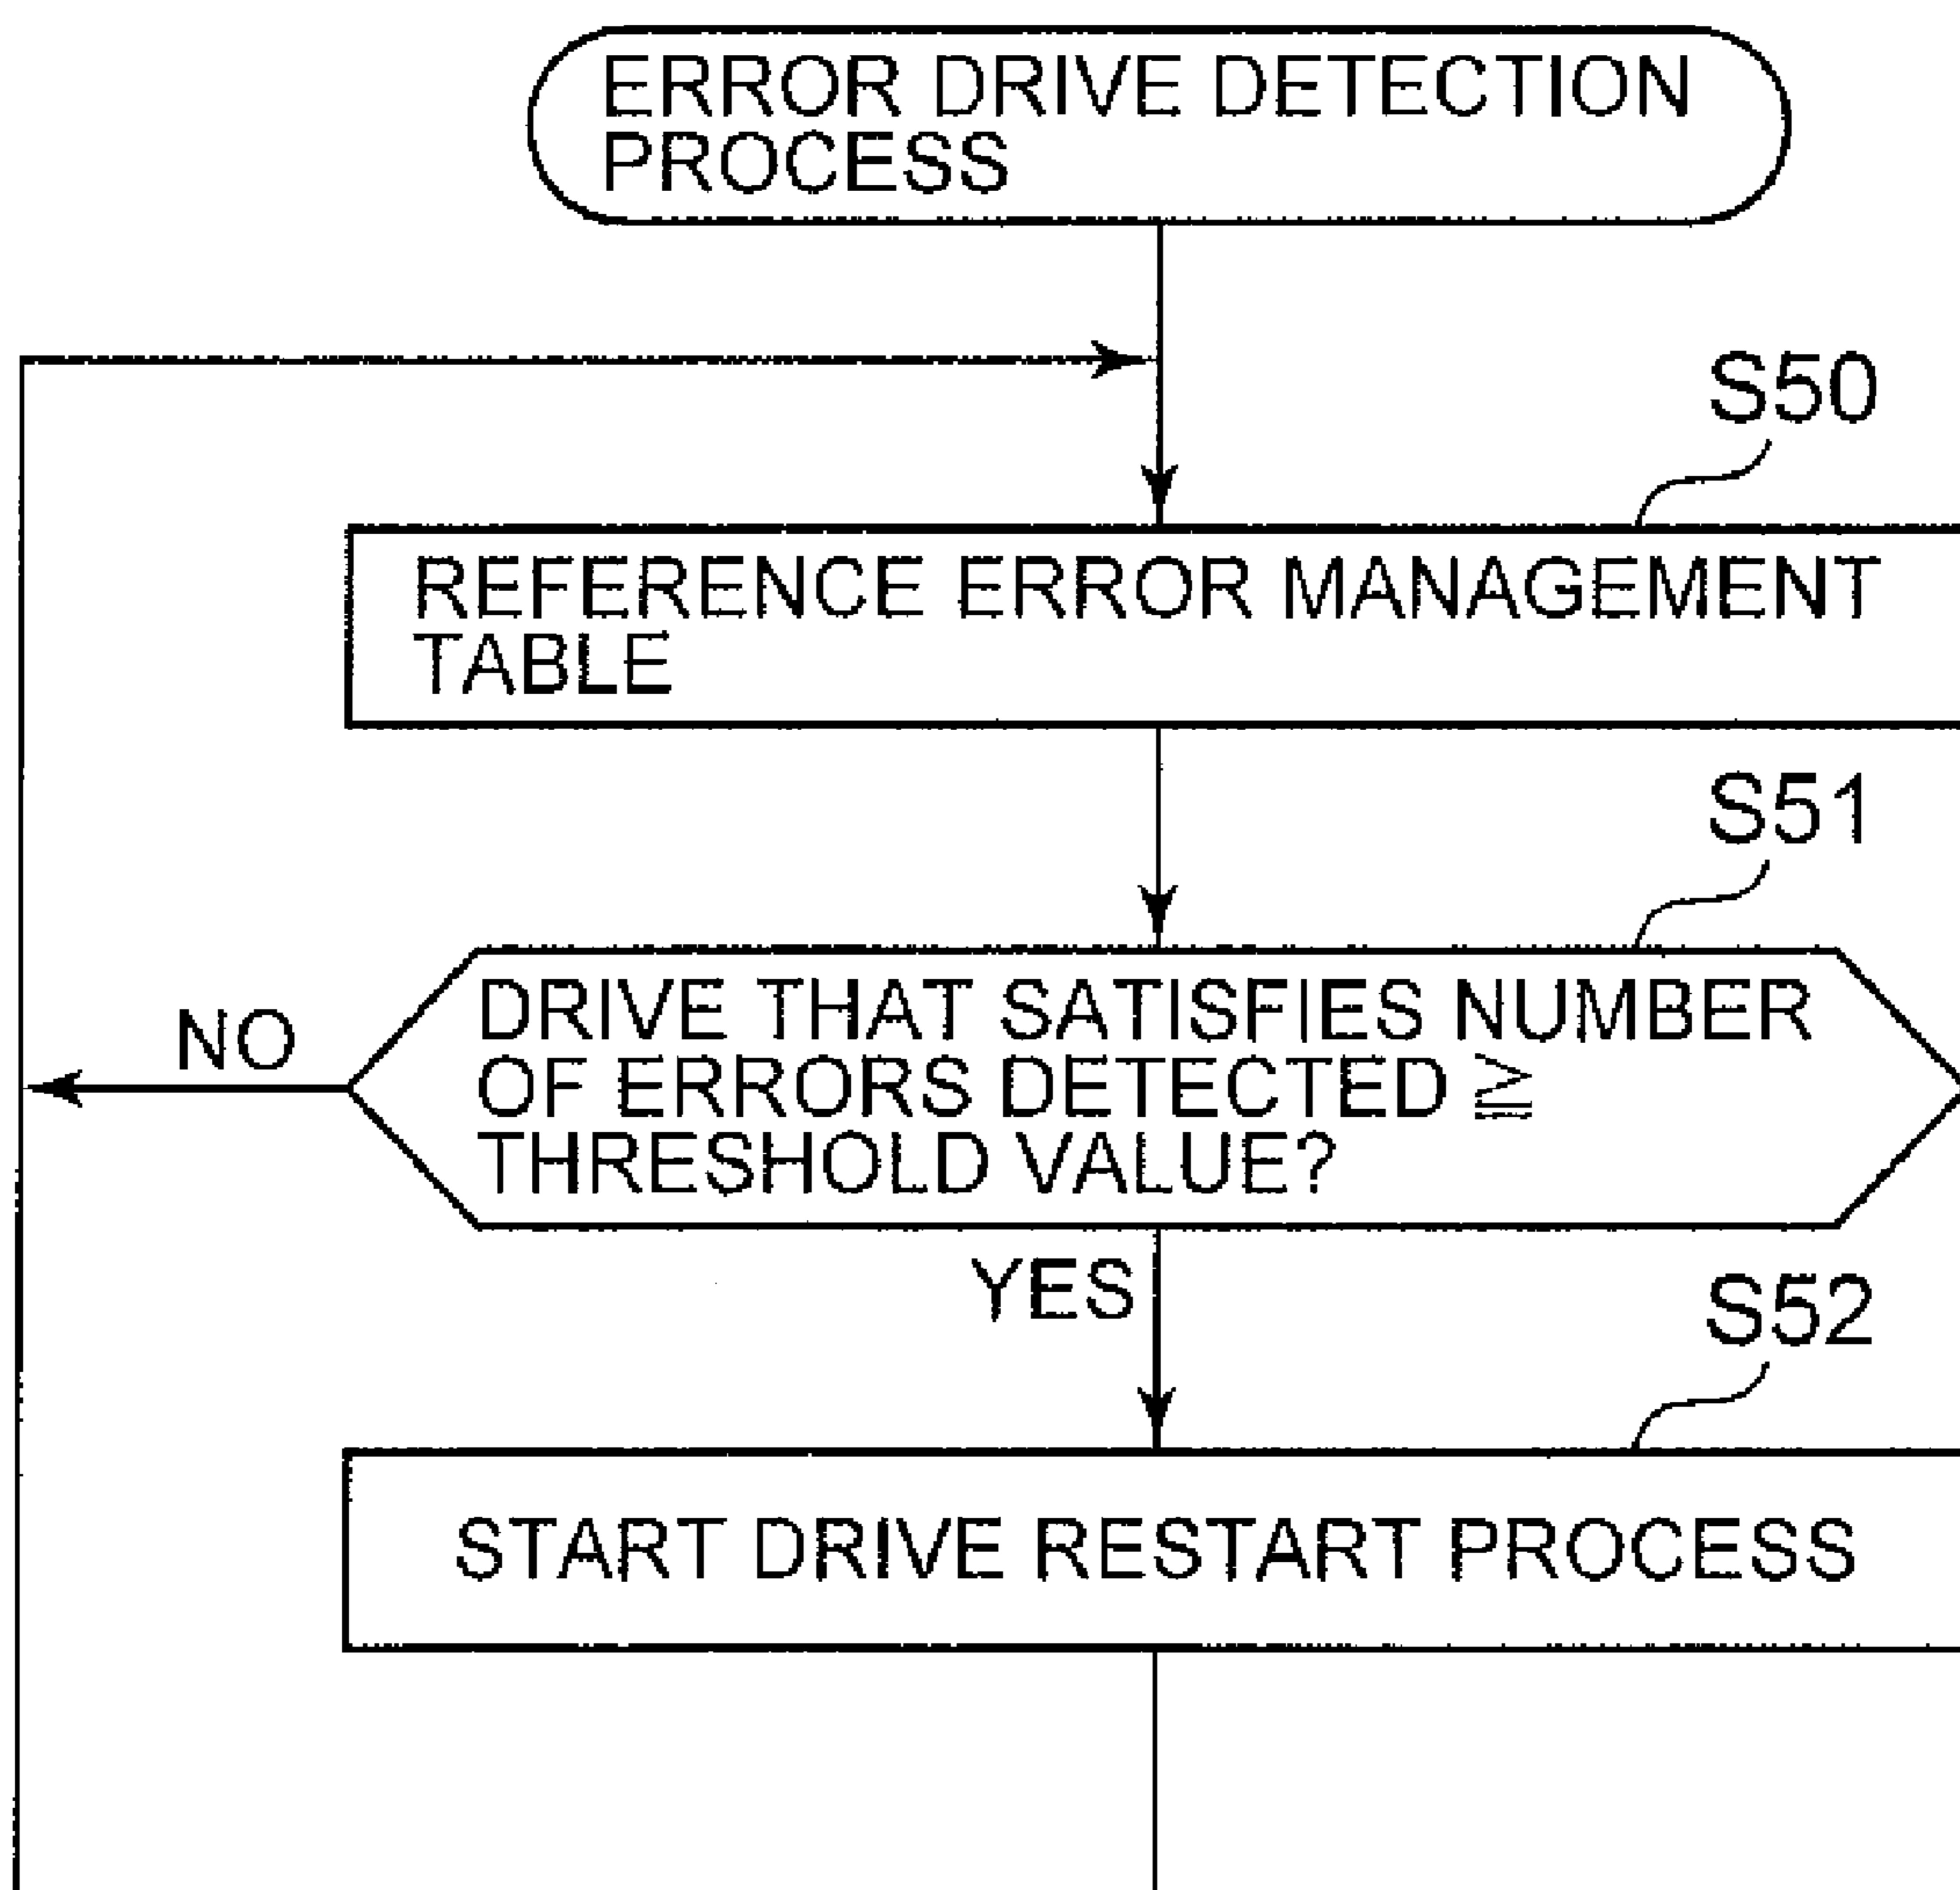 ERROR DRIVE DETECTION
PROCESS
S50
REFERENCE ERROR MANAGEMENT
TABLE
S51
DRIVE THAT SATISFIES NUMBER
OF ERRORS DETECTED ≧
THRESHOLD VALUE?
NO
YES
S52
START DRIVE RESTART PROCESS